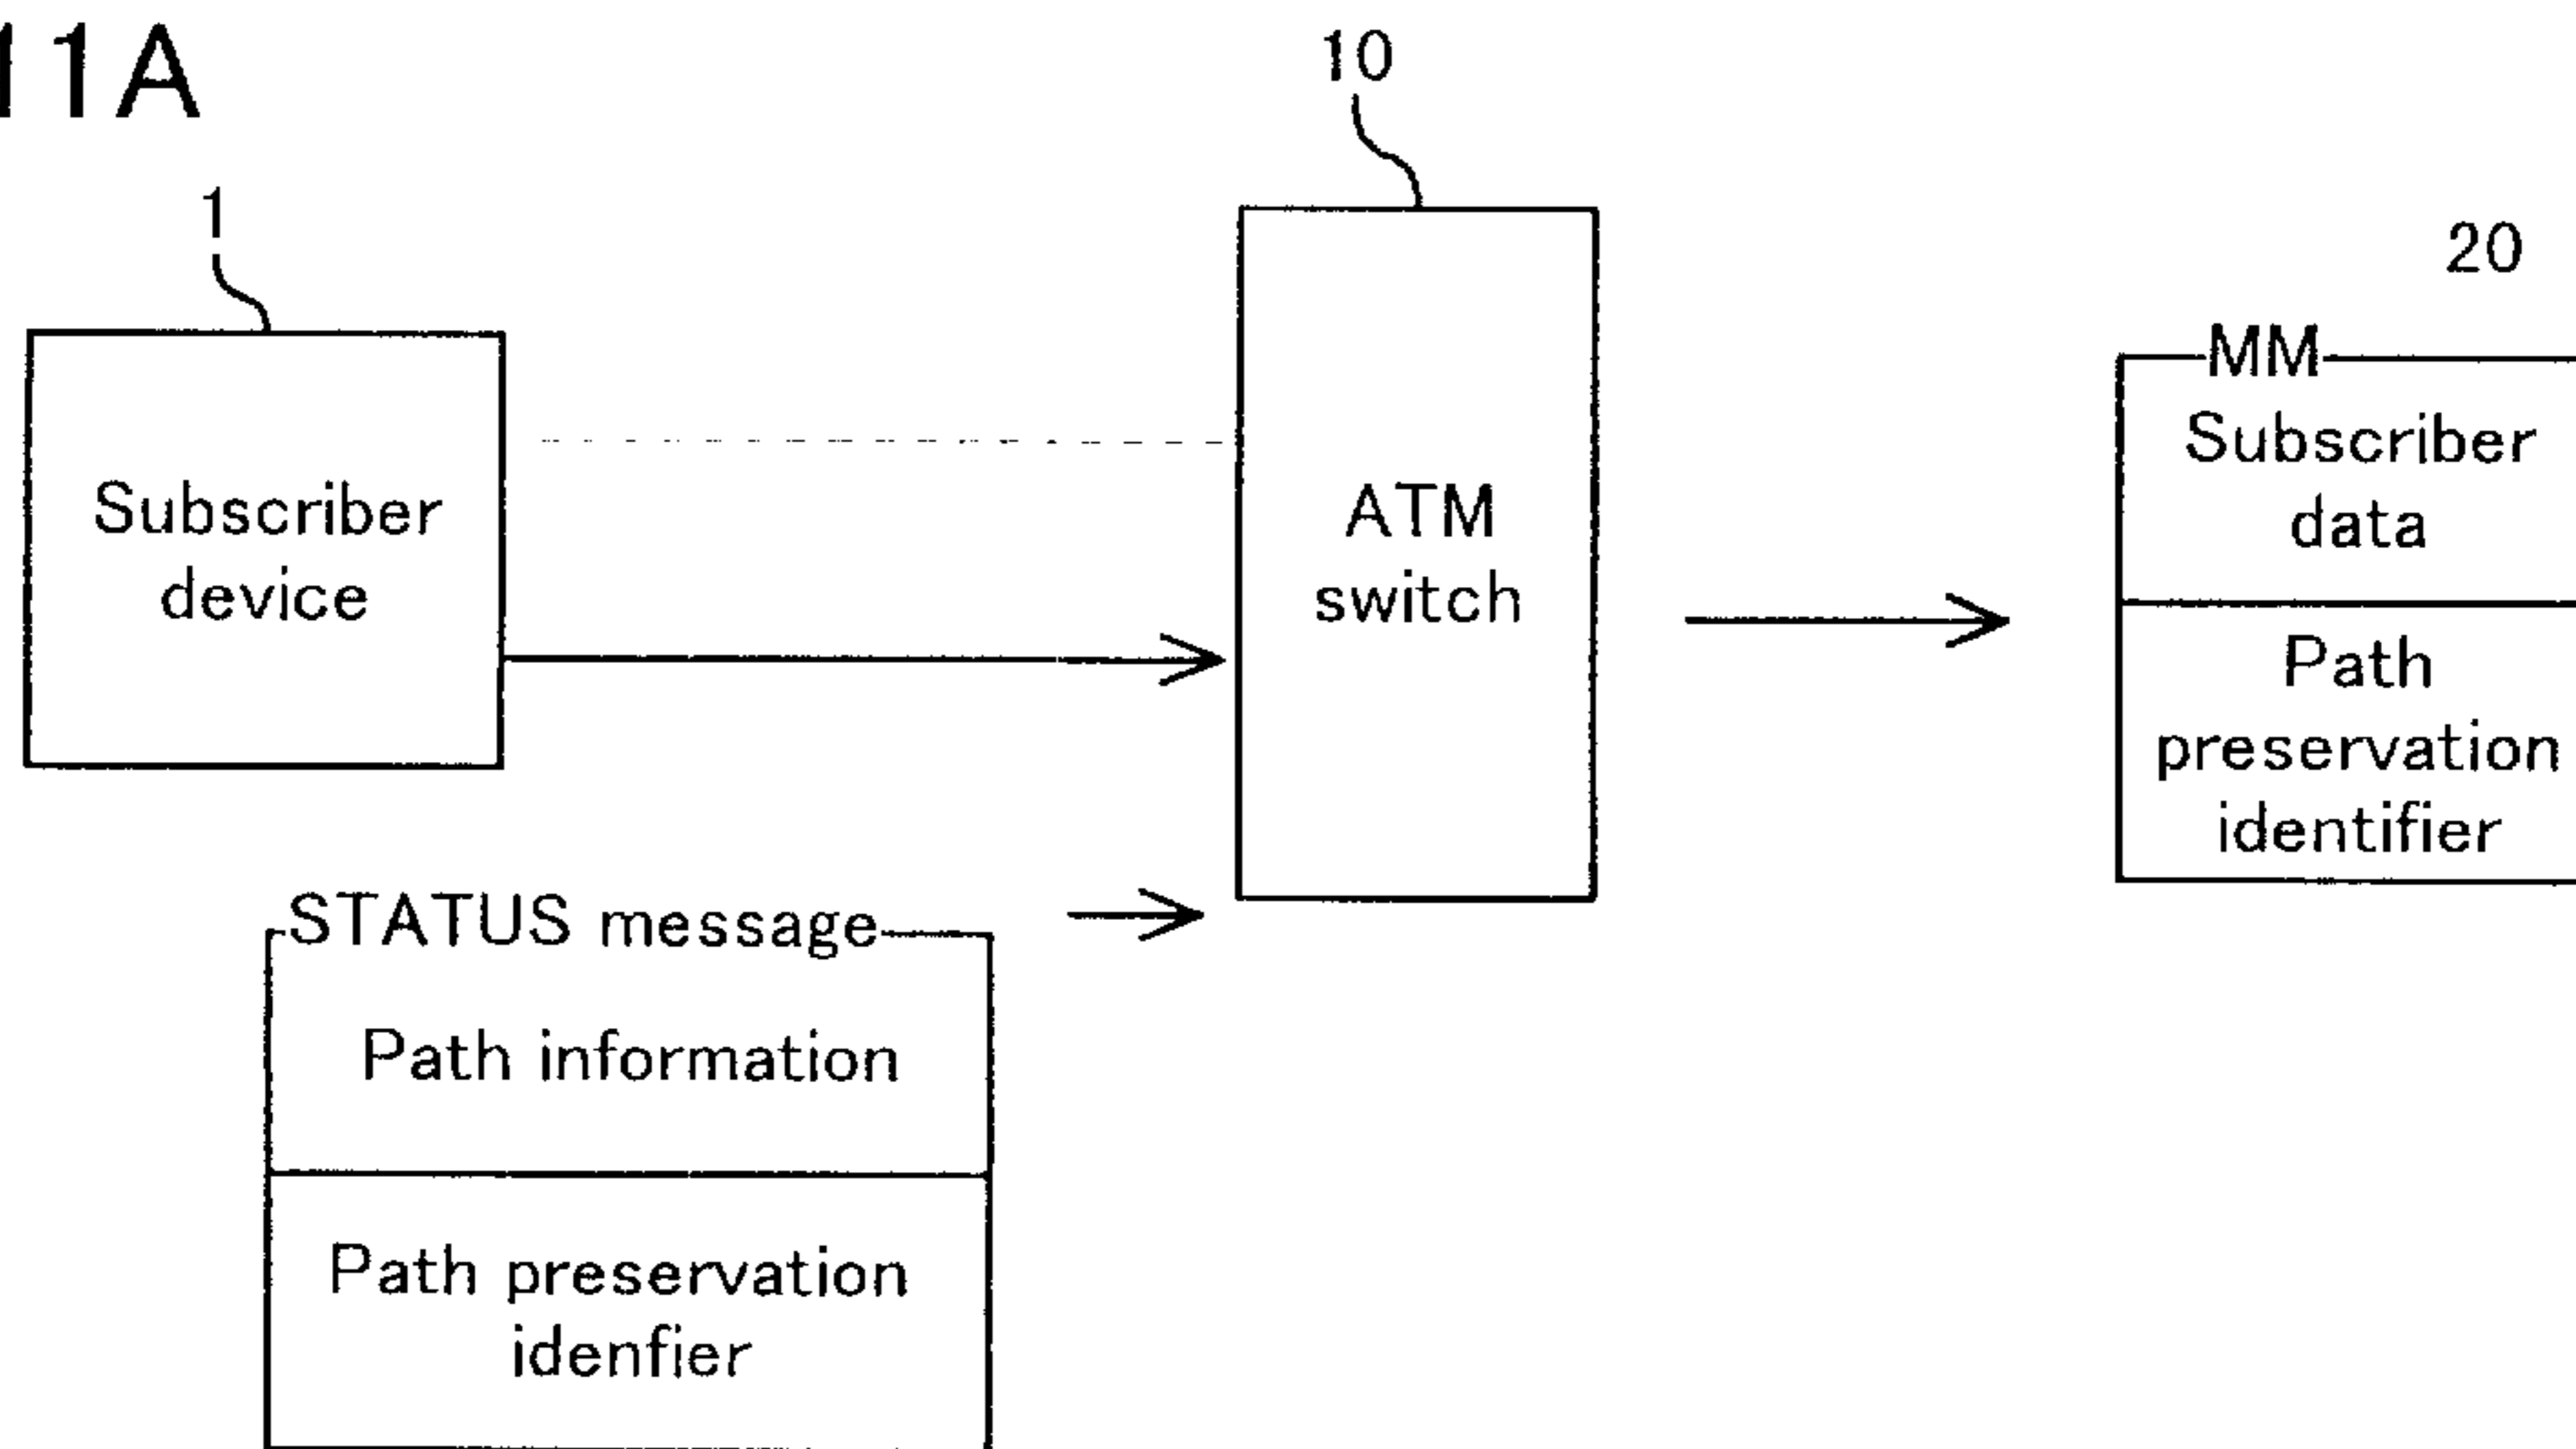 11A
10
1
20
MM
Subscriber
data
Subscriber
device
ATM
switch
Path
preservation
identifier
STATUS message
Path information
Path preservation
idenfier